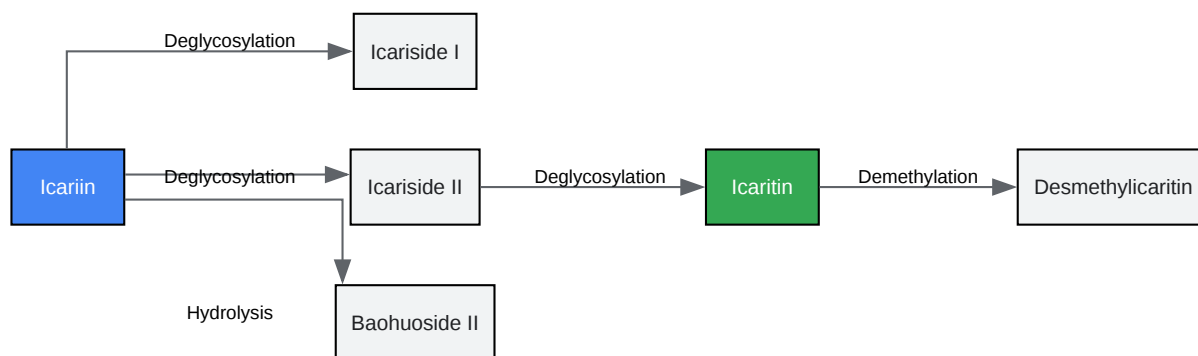 Deglycosylation
Icariside I
Icariin
Deglycosylation
Icariside II
Deglycosylation
Icaritin
Demethylation
Desmethylicaritin
Hydrolysis
Baohuoside II